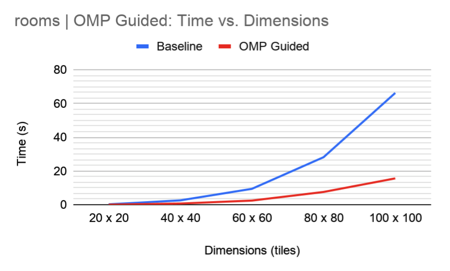 rooms | OMP Guided: Time vs. Dimensions
Baseline OMP Guided
80
60
40
20
0
Time (s)
20 x 20 40 x 40 60 x 60 80 x 80 100 x 100
Dimensions (tiles)